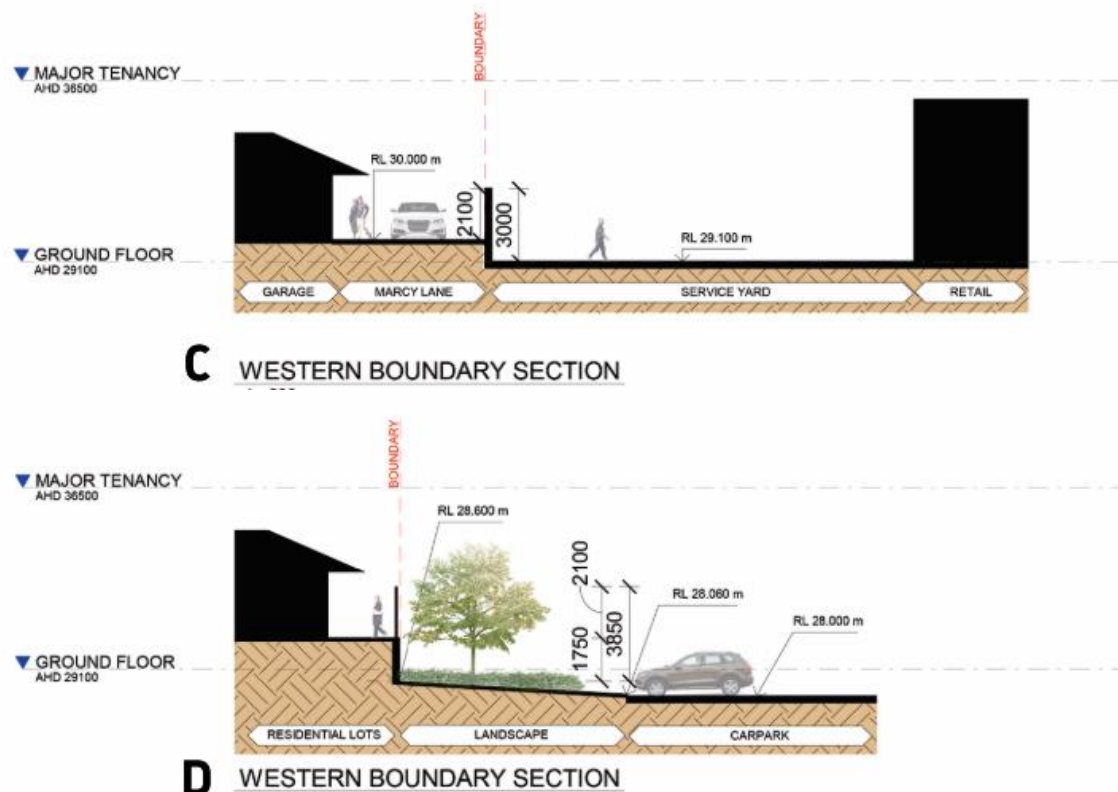 BOUNDARY
MAJOR TENANCY
AHD 36500
RL 30.000 m
2100
3000
RL 29.100 m
GROUND FLOOR
AHD 29100
GARAGE
MARCY LANE
SERVICE YARD
RETAIL
C WESTERN BOUNDARY SECTION
BOUNDARY
MAJOR TENANCY
AHD 36500
RL 28.600 m
2100
RL 28.060 m
1750
3850
RL 28.000 m
GROUND FLOOR
AHD 29100
RESIDENTIAL LOTS
LANDSCAPE
CARPARK
D WESTERN BOUNDARY SECTION